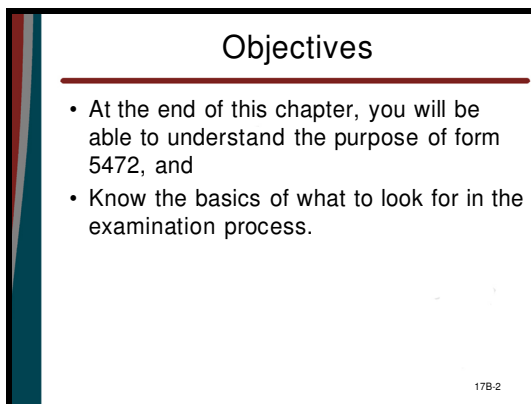 Objectives
• At the end of this chapter, you will be
able to understand the purpose of form
5472, and
• Know the basics of what to look for in the
examination process.
17B-2